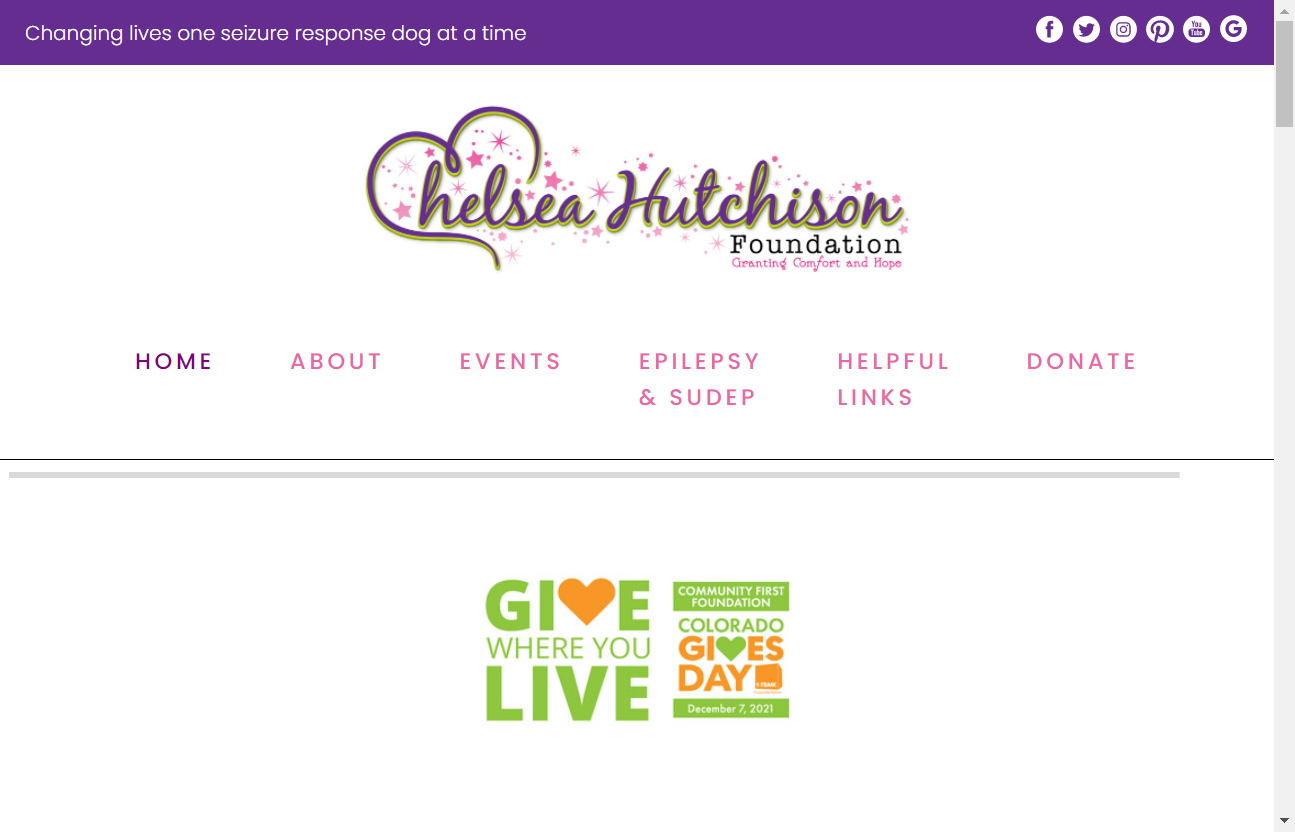 Changing lives one seizure response dog at a time
Chelsea Hutchison
Foundation
Granting Comfort and Hope
HOME
ABOUT
EVENTS
EPILEPSY
& SUDEP
HELPFUL
LINKS
DONATE
GIVE
WHERE YOU
LIVE
COMMUNITY FIRST
FOUNDATION
COLORADO
GIVES
DAY
December 7, 2021